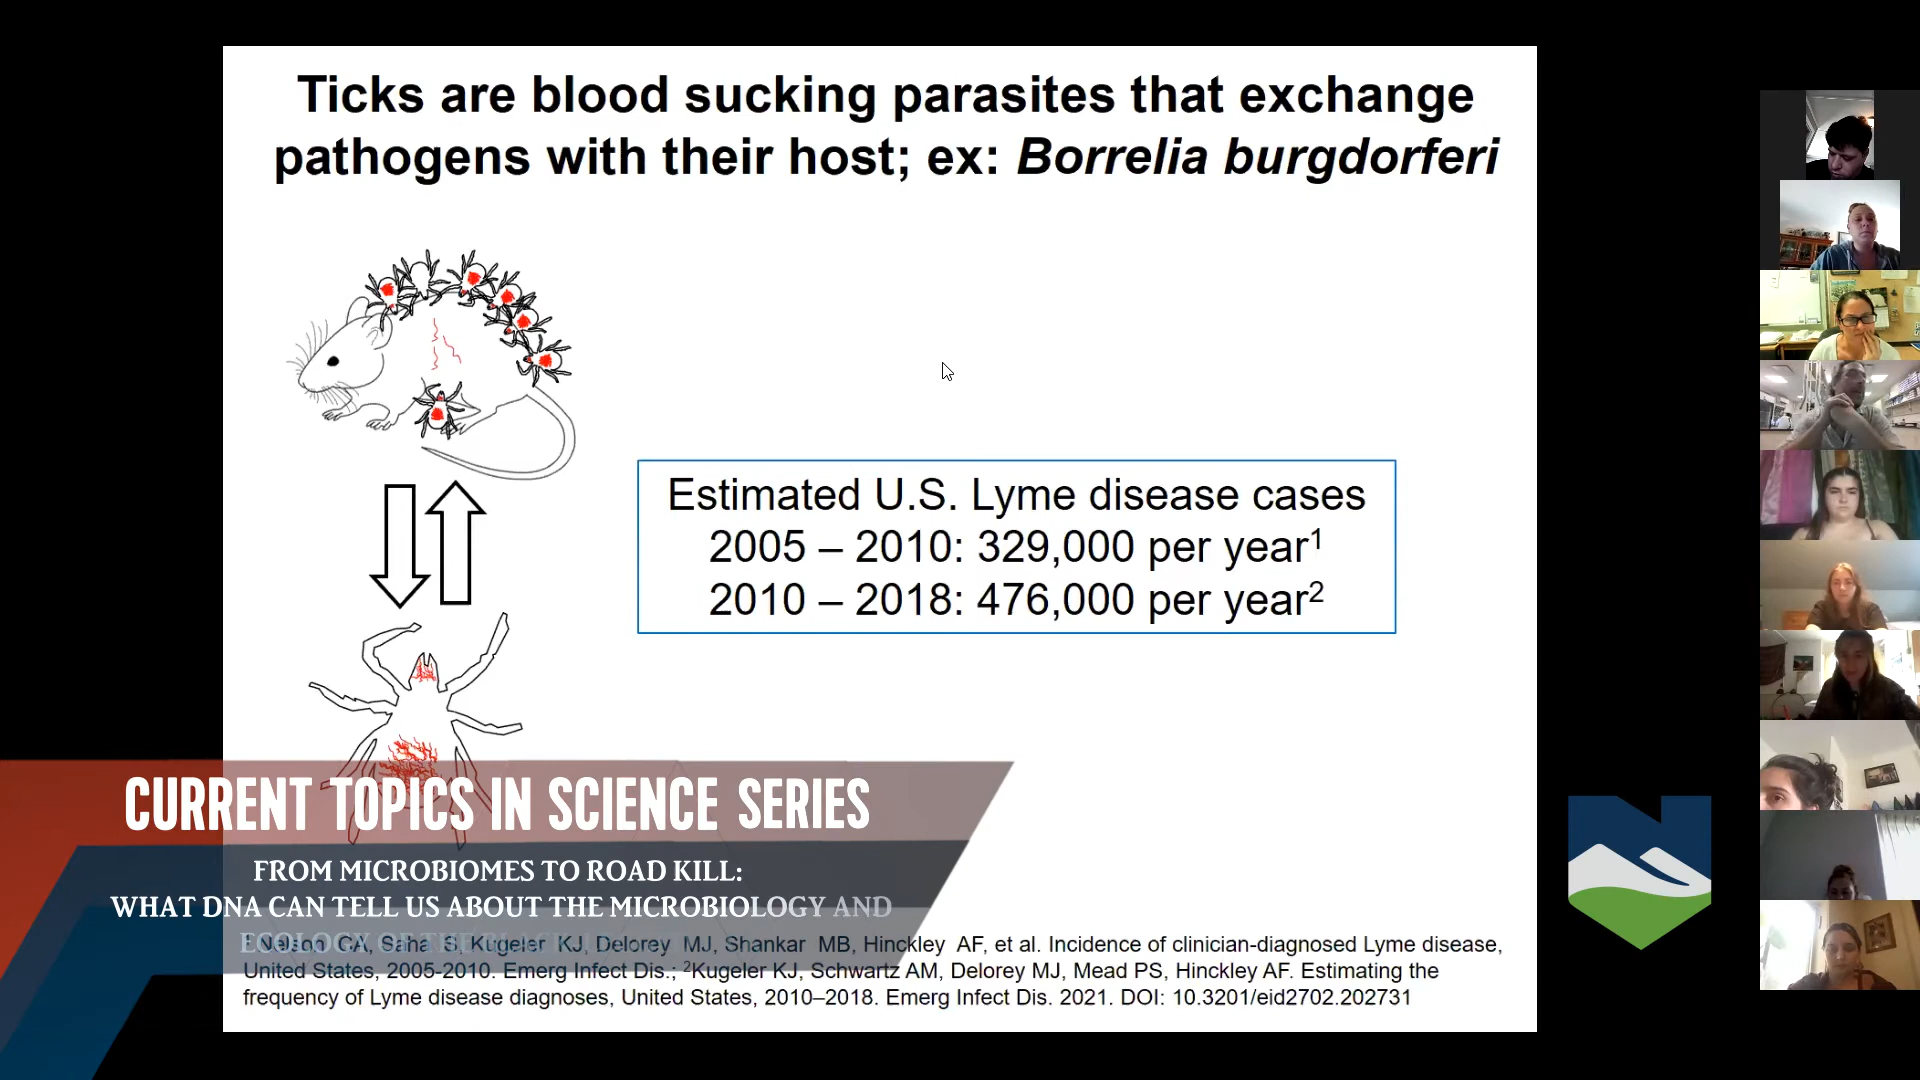 Ticks are blood sucking parasites that exchange
pathogens with their host; ex: Borrelia burgdorferi
Estimated U.S. Lyme disease cases
2005 – 2010: 329,000 per year¹
2010 – 2018: 476,000 per year²
CURRENT TOPICS IN SCIENCE SERIES
FROM MICROBIOMES TO ROAD KILL:
WHAT DNA CAN TELL US ABOUT THE MICROBIOLOGY AND
ECOLOGY OF THE
¹ Nelson CA, Saha S, Kugeler KJ, Delorey MJ, Shankar MB, Hinckley AF, et al. Incidence of clinician-diagnosed Lyme disease,
United States, 2005-2010. Emerg Infect Dis.; ²Kugeler KJ, Schwartz AM, Delorey MJ, Mead PS, Hinckley AF. Estimating the
frequency of Lyme disease diagnoses, United States, 2010–2018. Emerg Infect Dis. 2021. DOI: 10.3201/eid2702.202731